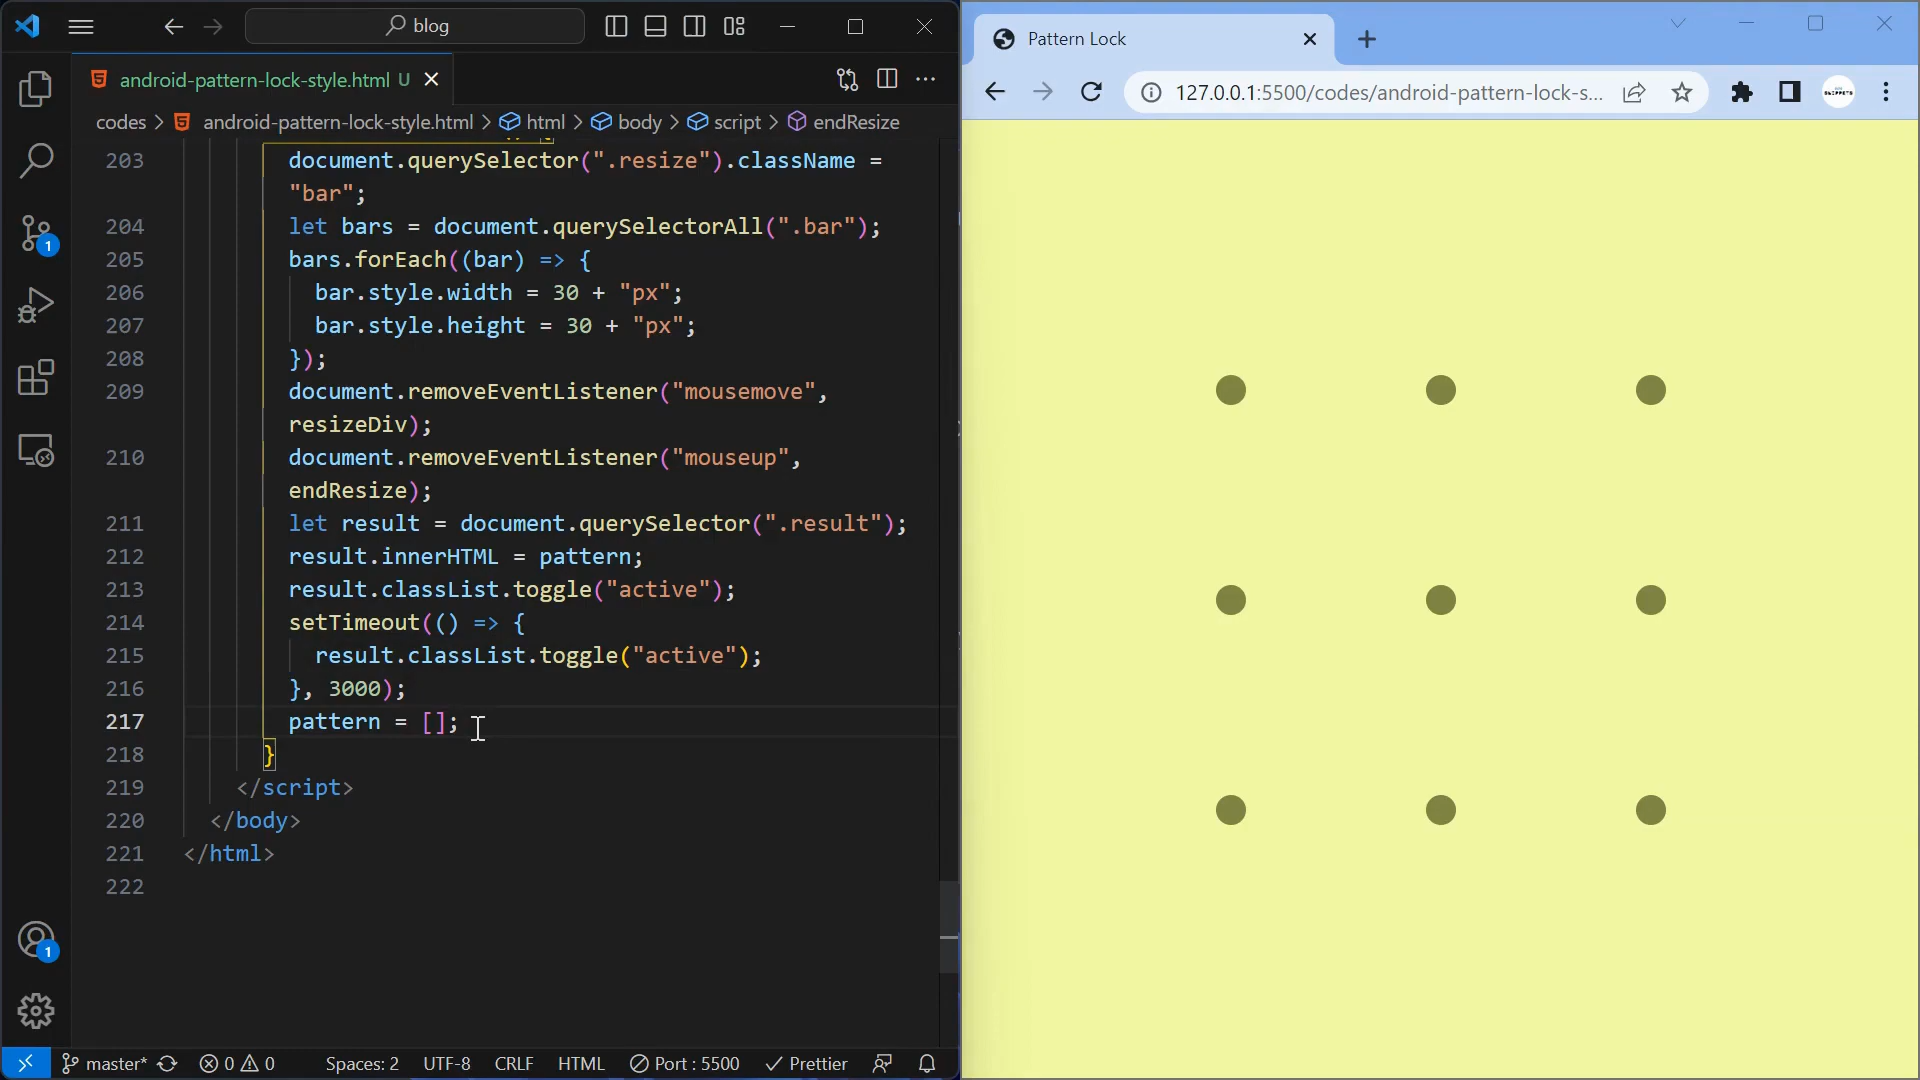 blog
android-pattern-lock-style.html U
codes > android-pattern-lock-style.html > html > body > script > endResize
203 document.querySelector(".resize").className =
"bar";
204 let bars = document.querySelectorAll(".bar");
205 bars.forEach((bar) => {
206 bar.style.width = 30 + "px";
207 bar.style.height = 30 + "px";
208 });
209 document.removeEventListener("mousemove",
resizeDiv);
210 document.removeEventListener("mouseup",
endResize);
211 let result = document.querySelector(".result");
212 result.innerHTML = pattern;
213 result.classList.toggle("active");
214 setTimeout(() => {
215 result.classList.toggle("active");
216 }, 3000);
217 pattern = [];
218 }
219 </script>
220 </body>
221 </html>
222
1
1
master* 0 0 Spaces: 2 UTF-8 CRLF HTML Port : 5500 Prettier
Pattern Lock
127.0.0.1:5500/codes/android-pattern-lock-s...